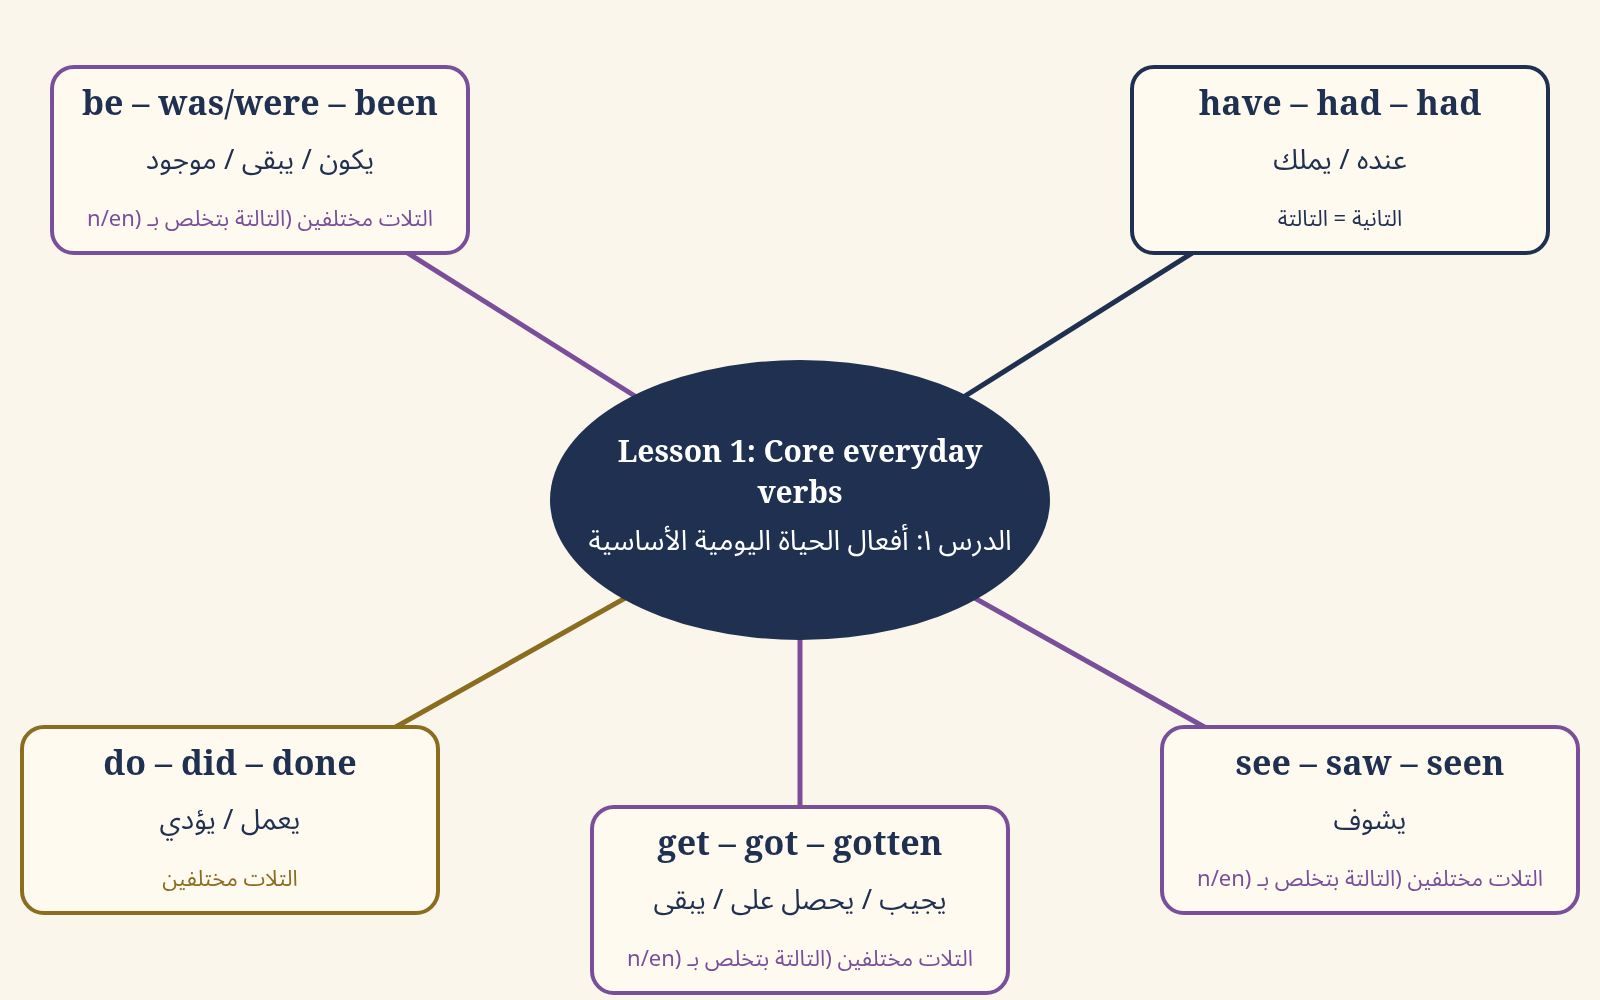 be – was/were – been
يكون / يبقى / موجود
التلات مختلفين (التالتة بتخلص بـ n/en)
have – had – had
عنده / يملك
التانية = التالتة
Lesson 1: Core everyday
verbs
الدرس ١: أفعال الحياة اليومية الأساسية
do – did – done
يعمل / يؤدي
التلات مختلفين
get – got – gotten
يجيب / يحصل على / يبقى
التلات مختلفين (التالتة بتخلص بـ n/en)
see – saw – seen
يشوف
التلات مختلفين (التالتة بتخلص بـ n/en)